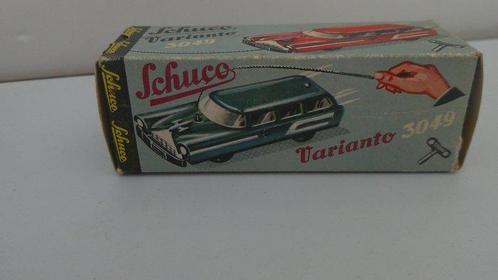 Schuco
Varianto
3049
Schuco
Varianto 3049
Schuco Schuco